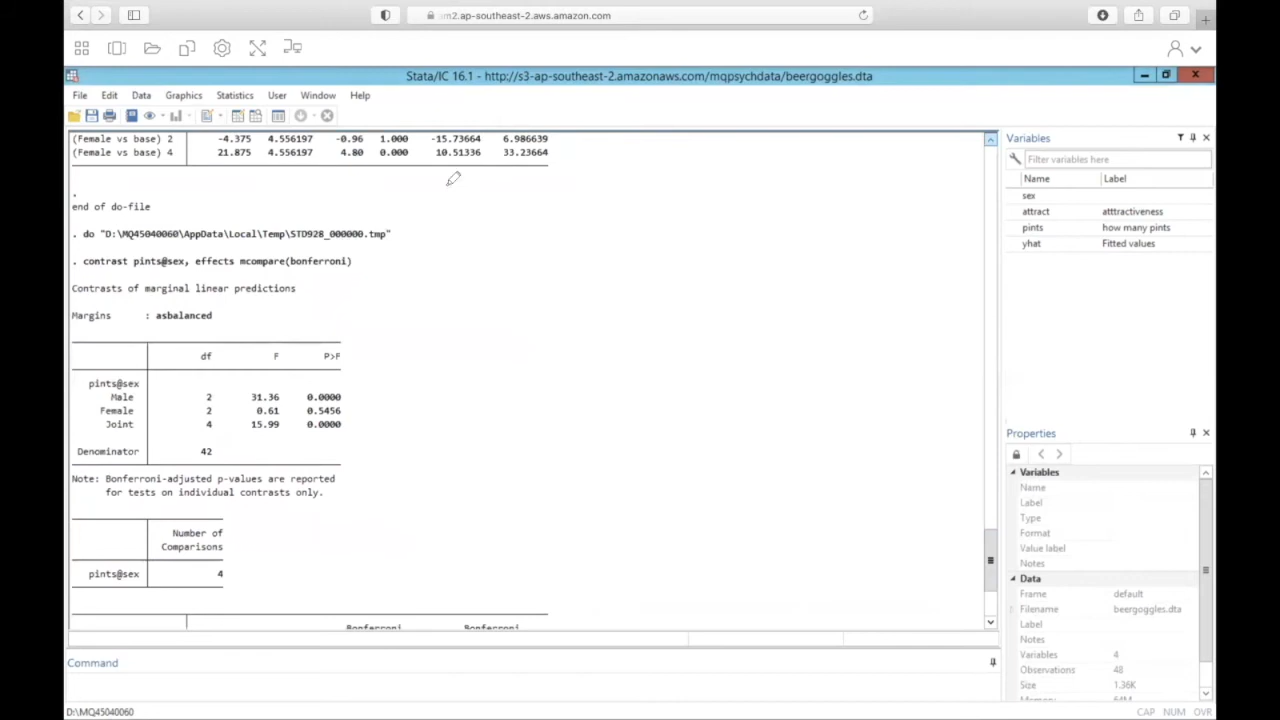 m2.ap-southeast-2.aws.amazon.com
Stata/IC 16.1 - http://s3-ap-southeast-2.amazonaws.com/mqpsychdata/beergoggles.dta
File Edit Data Graphics Statistics User Window Help
(Female vs base) 2 -4.375 4.556197 -0.96 1.000 -15.73664 6.986639
(Female vs base) 4 21.875 4.556197 4.80 0.000 10.51336 33.23664
.
end of do-file
. do "D:\MQ45040060\AppData\Local\Temp\STD928_000000.tmp"
. contrast pints@sex, effects mcompare(bonferroni)
Contrasts of marginal linear predictions
Margins : asbalanced
df F P>F
pints@sex
Male 2 31.36 0.0000
Female 2 0.61 0.5456
Joint 4 15.99 0.0000
Denominator 42
Note: Bonferroni-adjusted p-values are reported
for tests on individual contrasts only.
Number of
Comparisons
pints@sex 4
Bonferroni Bonferroni
Command
D:\MQ45040060
Variables
Filter variables here
Name Label
sex
attract atttractiveness
pints how many pints
yhat Fitted values
Properties
Variables
Name
Label
Type
Format
Value label
Notes
Data
Frame default
Filename beergoggles.dta
Label
Notes
Variables 4
Observations 48
Size 1.36K
Memory 64M
CAP NUM OVR